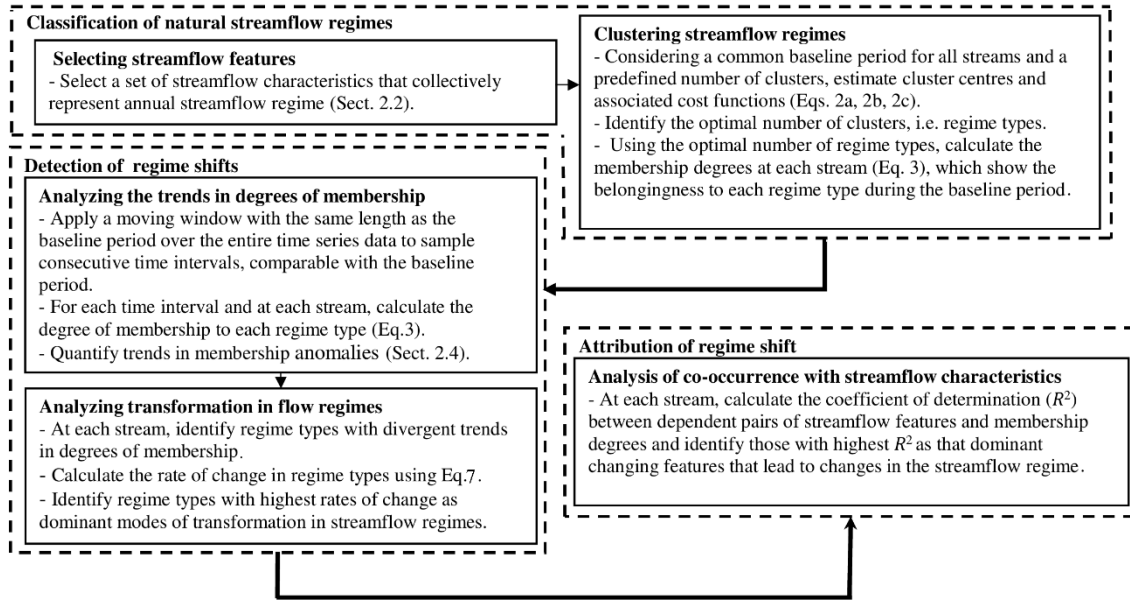 Classification of natural streamflow regimes
Selecting streamflow features
- Select a set of streamflow characteristics that collectively
represent annual streamflow regime (Sect. 2.2).
Clustering streamflow regimes
- Considering a common baseline period for all streams and a
predefined number of clusters, estimate cluster centres and
associated cost functions (Eqs. 2a, 2b, 2c).
- Identify the optimal number of clusters, i.e. regime types.
- Using the optimal number of regime types, calculate the
membership degrees at each stream (Eq. 3), which show the
belongingness to each regime type during the baseline period.
Detection of regime shifts
Analyzing the trends in degrees of membership
- Apply a moving window with the same length as the
baseline period over the entire time series data to sample
consecutive time intervals, comparable with the baseline
period.
- For each time interval and at each stream, calculate the
degree of membership to each regime type (Eq.3).
- Quantify trends in membership anomalies (Sect. 2.4).
Analyzing transformation in flow regimes
- At each stream, identify regime types with divergent trends
in degrees of membership.
- Calculate the rate of change in regime types using Eq.7.
- Identify regime types with highest rates of change as
dominant modes of transformation in streamflow regimes.
Attribution of regime shift
Analysis of co-occurrence with streamflow characteristics
- At each stream, calculate the coefficient of determination (R²)
between dependent pairs of streamflow features and membership
degrees and identify those with highest R² as that dominant
changing features that lead to changes in the streamflow regime.